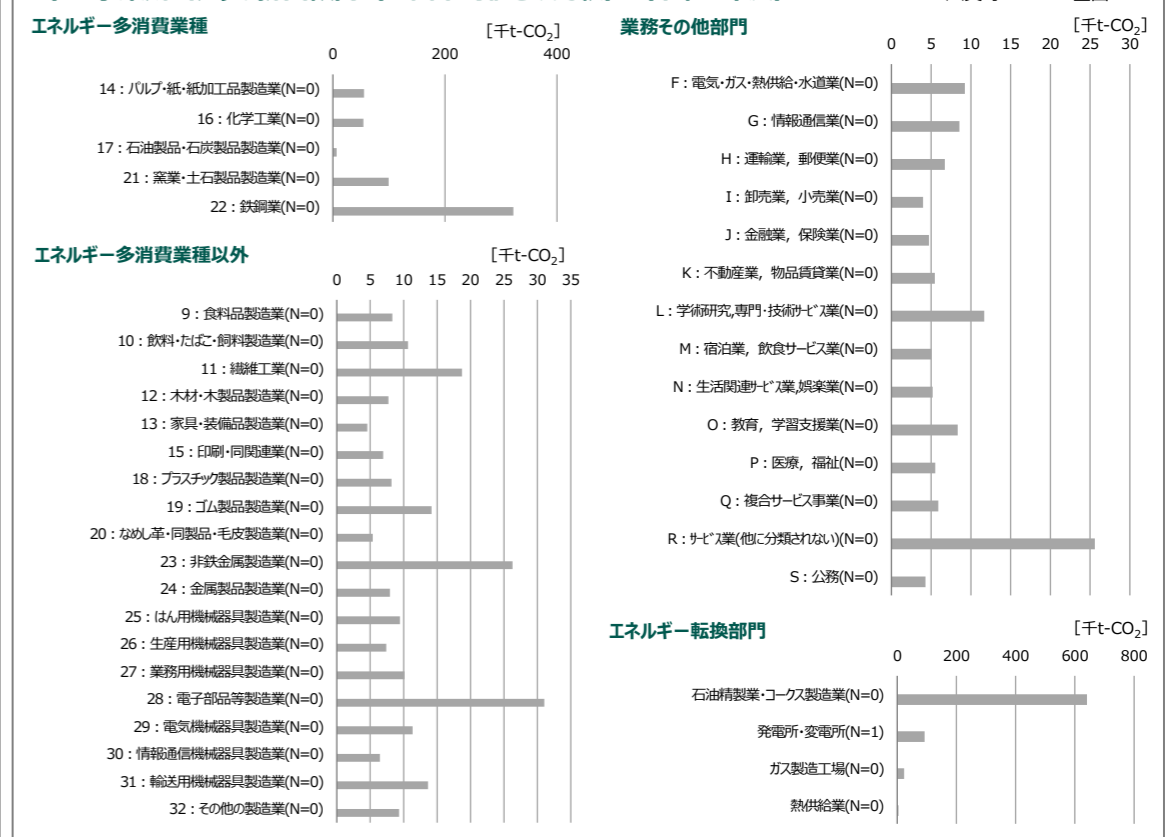 エネルギー多消費業種
[千t-CO2]
0 200 400
14:パルプ・紙・紙加工品製造業(N=0)
16:化学工業(N=0)
17:石油製品・石炭製品製造業(N=0)
21:窯業・土石製品製造業(N=0)
22:鉄鋼業(N=0)
エネルギー多消費業種以外
[千t-CO2]
0 5 10 15 20 25 30 35
9:食料品製造業(N=0)
10:飲料・たばこ・飼料製造業(N=0)
11:繊維工業(N=0)
12:木材・木製品製造業(N=0)
13:家具・装備品製造業(N=0)
15:印刷・同関連業(N=0)
18:プラスチック製品製造業(N=0)
19:ゴム製品製造業(N=0)
20:なめし革・同製品・毛皮製造業(N=0)
23:非鉄金属製造業(N=0)
24:金属製品製造業(N=0)
25:はん用機械器具製造業(N=0)
26:生産用機械器具製造業(N=0)
27:業務用機械器具製造業(N=0)
28:電子部品等製造業(N=0)
29:電気機械器具製造業(N=0)
30:情報通信機械器具製造業(N=0)
31:輸送用機械器具製造業(N=0)
32:その他の製造業(N=0)
業務その他部門
[千t-CO2]
0 5 10 15 20 25 30
F:電気・ガス・熱供給・水道業(N=0)
G:情報通信業(N=0)
H:運輸業，郵便業(N=0)
I:卸売業，小売業(N=0)
J:金融業，保険業(N=0)
K:不動産業，物品賃貸業(N=0)
L:学術研究,専門・技術サービス業(N=0)
M:宿泊業，飲食サービス業(N=0)
N:生活関連サービス業,娯楽業(N=0)
O:教育，学習支援業(N=0)
P:医療，福祉(N=0)
Q:複合サービス事業(N=0)
R:サービス業(他に分類されない)(N=0)
S:公務(N=0)
エネルギー転換部門
[千t-CO2]
0 200 400 600 800
石油精製業・コークス製造業(N=0)
発電所・変電所(N=1)
ガス製造工場(N=0)
熱供給業(N=0)